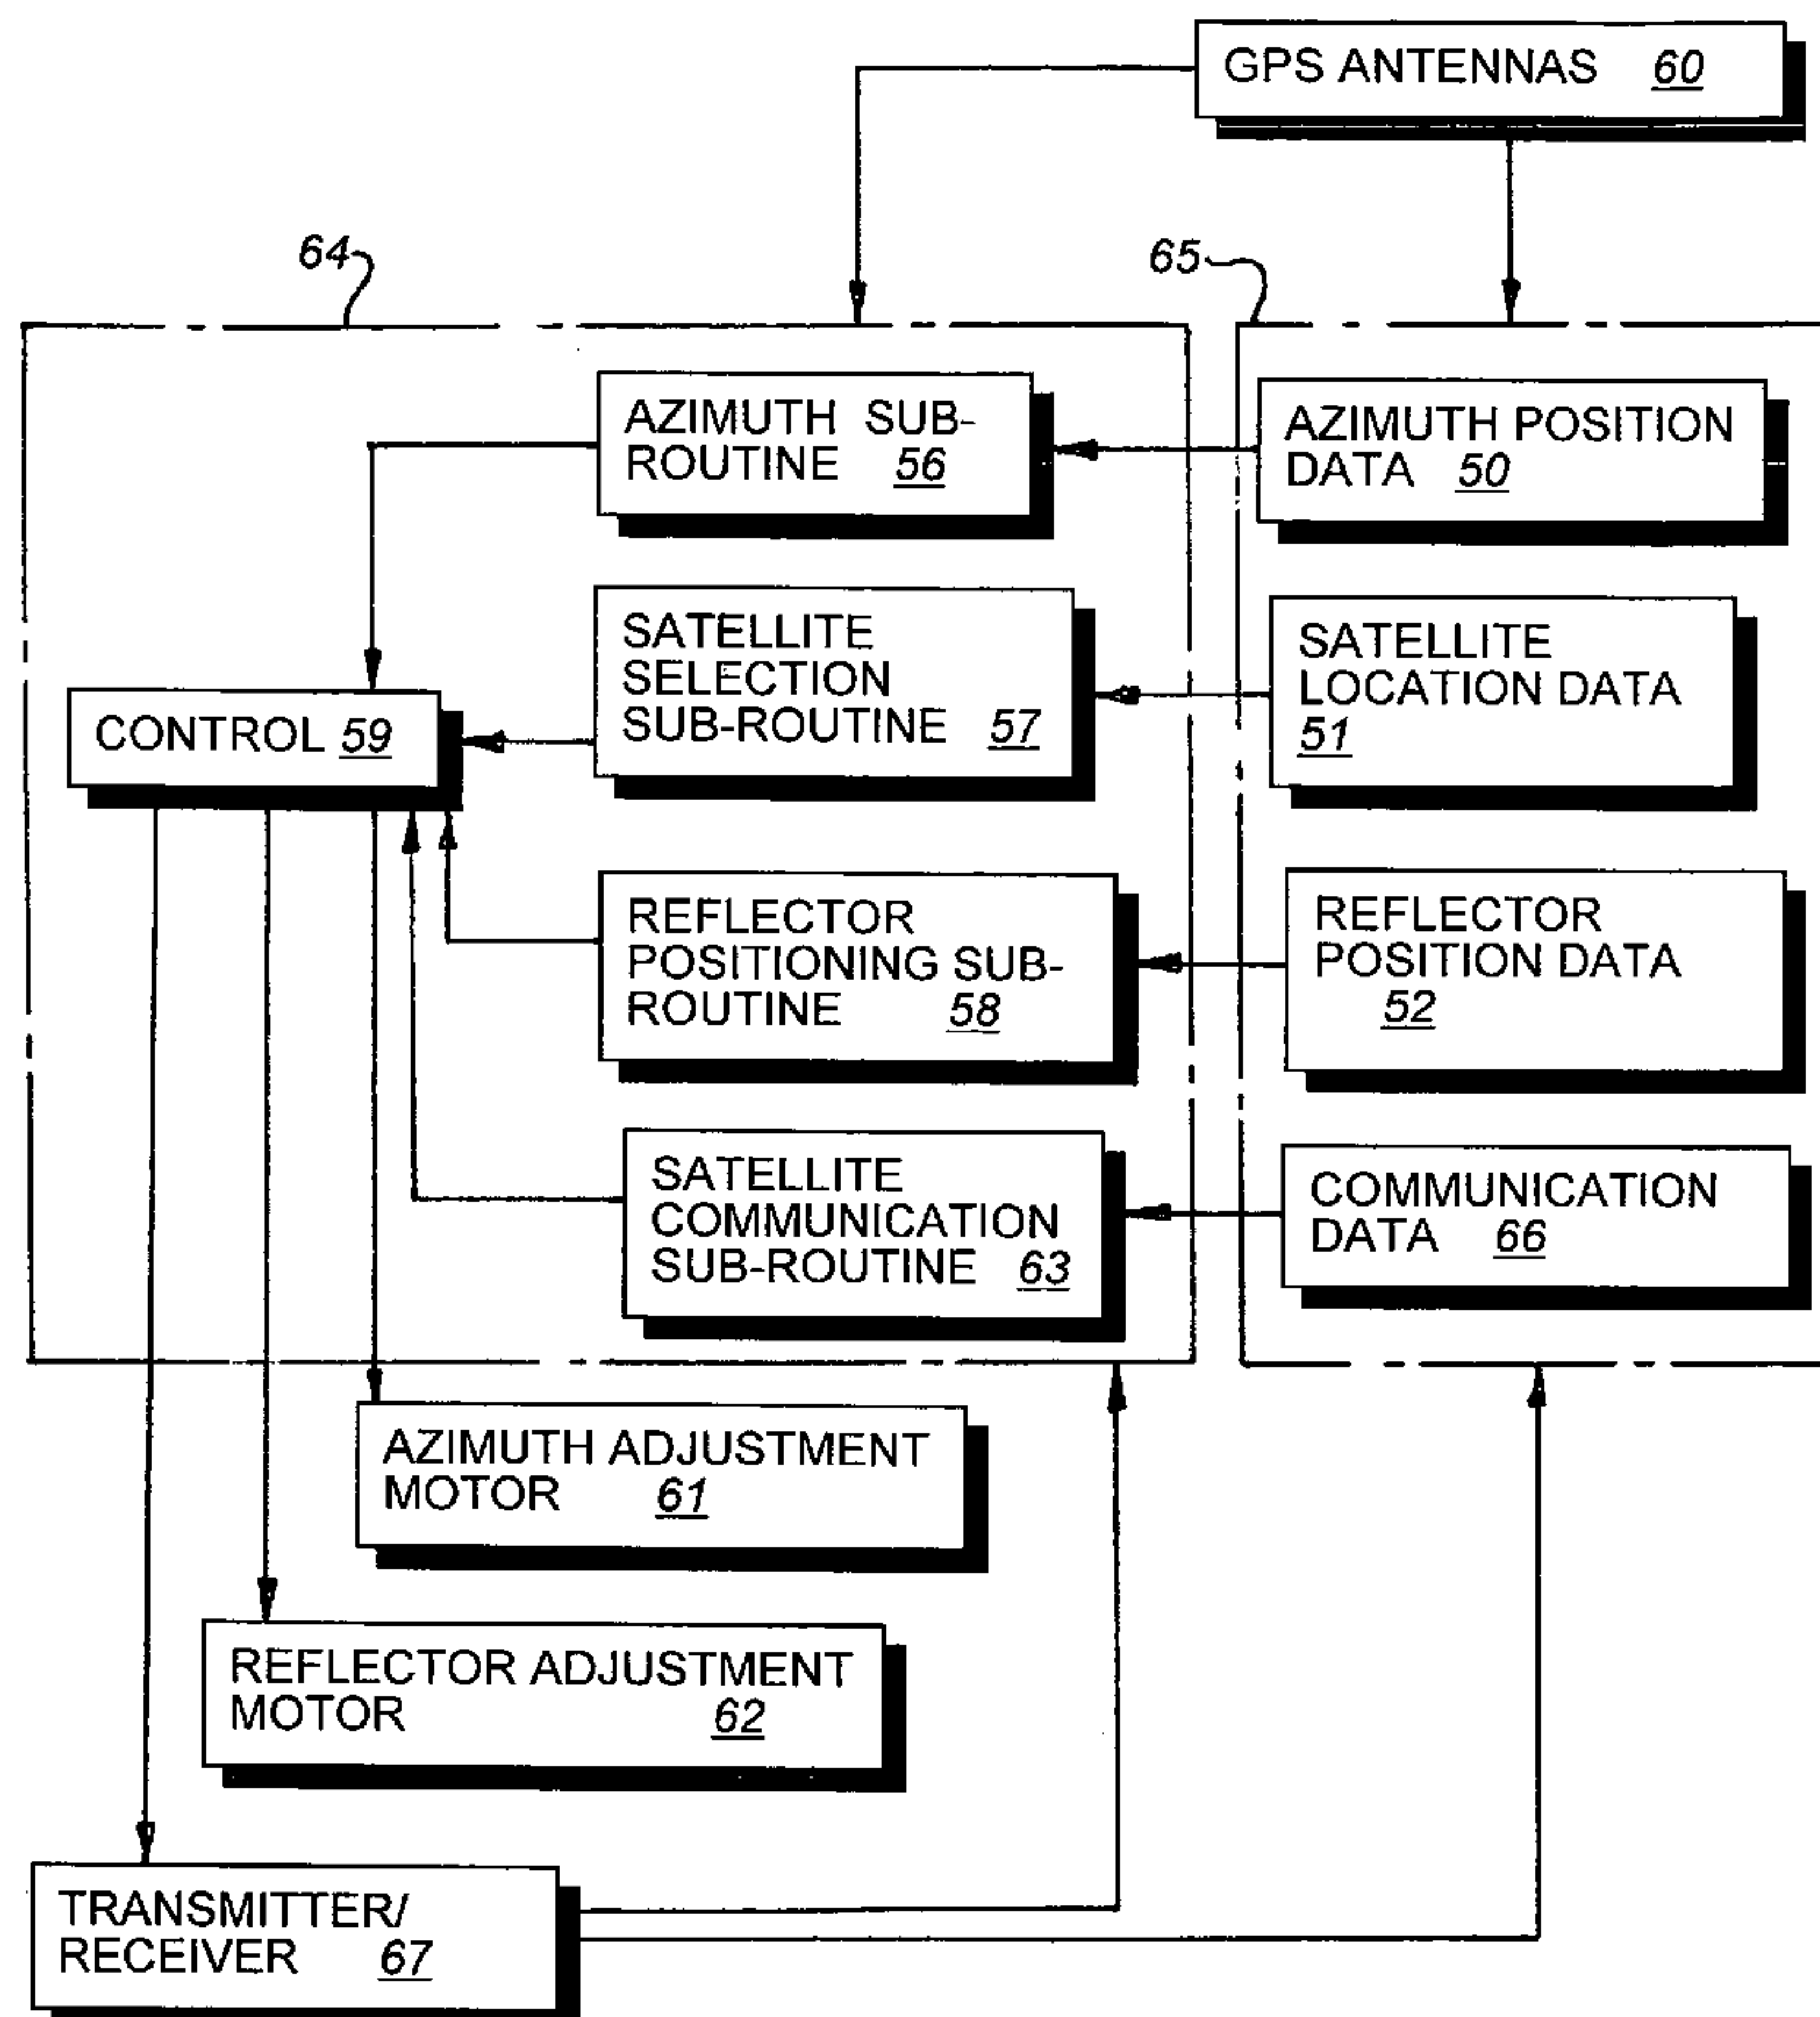 GPS ANTENNAS 60
64
65
AZIMUTH SUB-
ROUTINE 56
AZIMUTH POSITION
DATA 50
SATELLITE
SELECTION
SUB-ROUTINE 57
SATELLITE
LOCATION DATA
51
CONTROL 59
REFLECTOR
POSITIONING SUB-
ROUTINE 58
REFLECTOR
POSITION DATA
52
SATELLITE
COMMUNICATION
SUB-ROUTINE 63
COMMUNICATION
DATA 66
AZIMUTH ADJUSTMENT
MOTOR 61
REFLECTOR ADJUSTMENT
MOTOR 62
TRANSMITTER/
RECEIVER 67